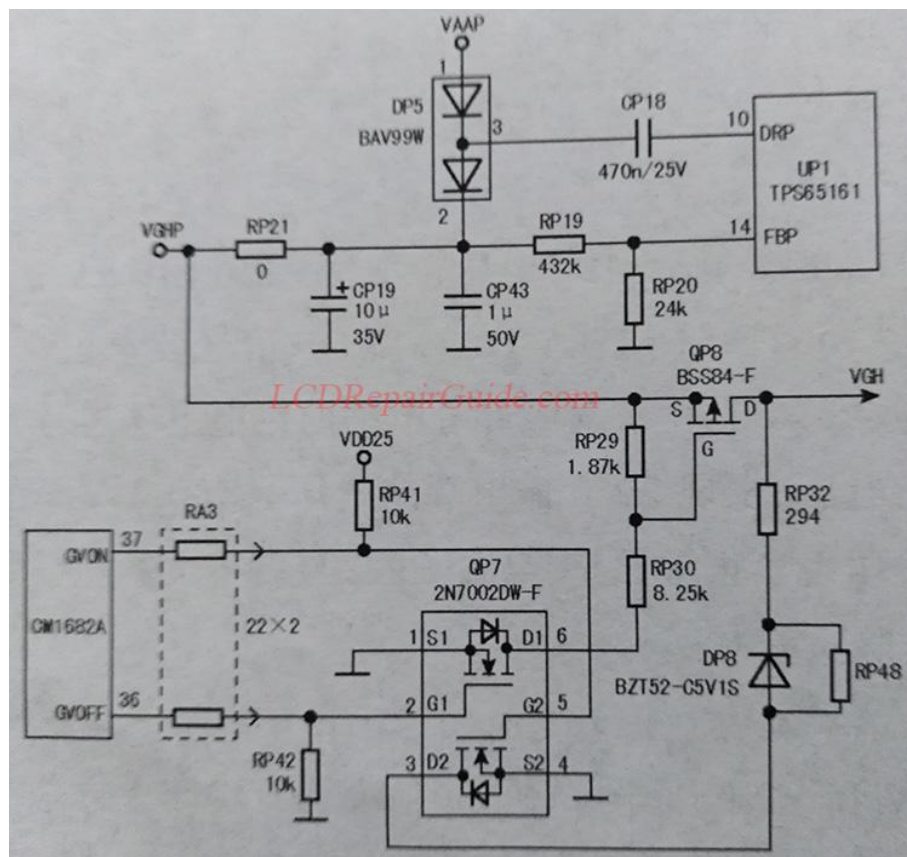 VAAP
1
DP5
BAV99W
3
2
CP18
470n/25V
10
DRP
UP1
TPS65161
14
FBP
VGHP
RP21
0
RP19
432k
CP19
10μ
35V
+
CP43
1μ
50V
RP20
24k
QP8
BSS84-F
VGH
S
D
G
LCDRepairGuide.com
RP29
1.87k
VDD25
RP41
10k
RP32
294
RA3
37
GVON
CM1682A
22×2
36
GVOFF
QP7
2N7002DW-F
RP30
8.25k
1
S1
D1
6
2
G1
G2
5
3
D2
S2
4
RP42
10k
DP8
BZT52-C5V1S
RP48